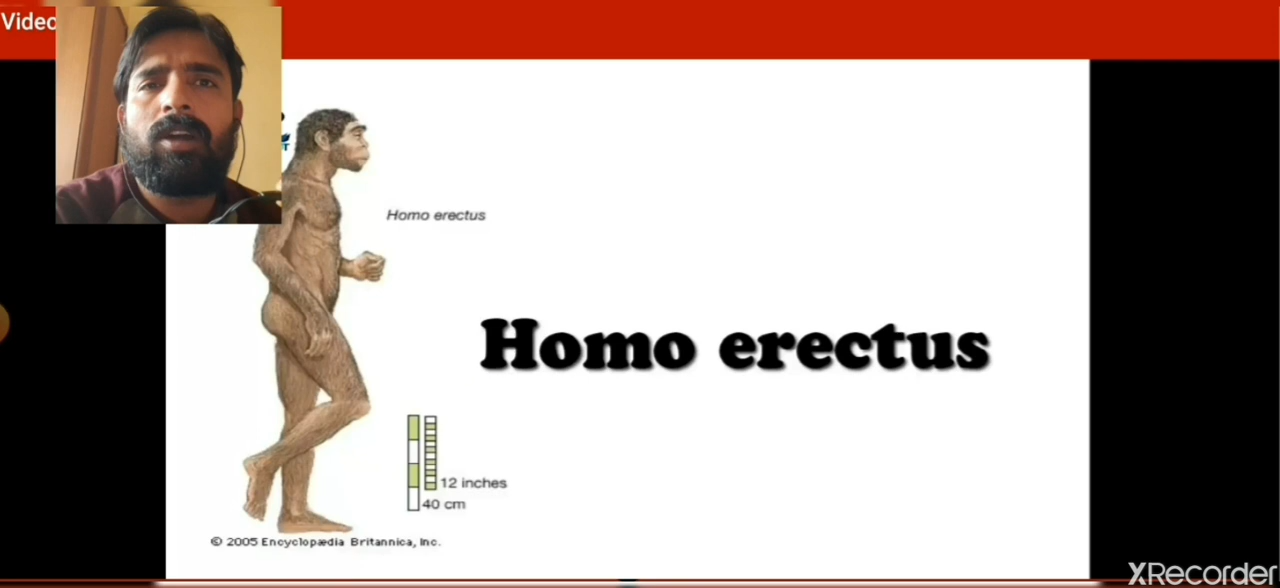 Video
Homo erectus
Homo erectus
12 inches
40 cm
© 2005 Encyclopædia Britannica, Inc.
XRecorder